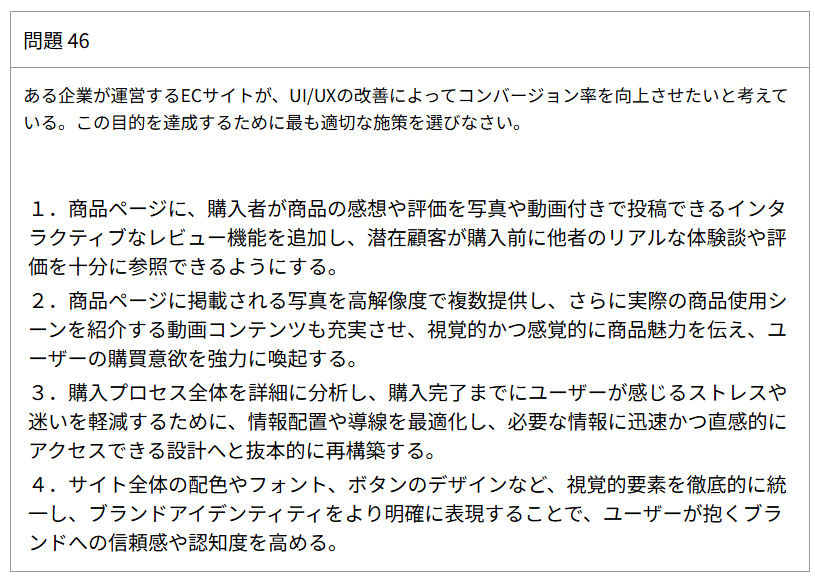 問題 46
ある企業が運営するECサイトが、UI/UXの改善によってコンバージョン率を向上させたいと考えて
いる。この目的を達成するために最も適切な施策を選びなさい。
１．商品ページに、購入者が商品の感想や評価を写真や動画付きで投稿できるインタ
ラクティブなレビュー機能を追加し、潜在顧客が購入前に他者のリアルな体験談や評
価を十分に参照できるようにする。
２．商品ページに掲載される写真を高解像度で複数提供し、さらに実際の商品使用シ
ーンを紹介する動画コンテンツも充実させ、視覚的かつ感覚的に商品魅力を伝え、ユ
ーザーの購買意欲を強力に喚起する。
３．購入プロセス全体を詳細に分析し、購入完了までにユーザーが感じるストレスや
迷いを軽減するために、情報配置や導線を最適化し、必要な情報に迅速かつ直感的に
アクセスできる設計へと抜本的に再構築する。
４．サイト全体の配色やフォント、ボタンのデザインなど、視覚的要素を徹底的に統
一し、ブランドアイデンティティをより明確に表現することで、ユーザーが抱くブラ
ンドへの信頼感や認知度を高める。